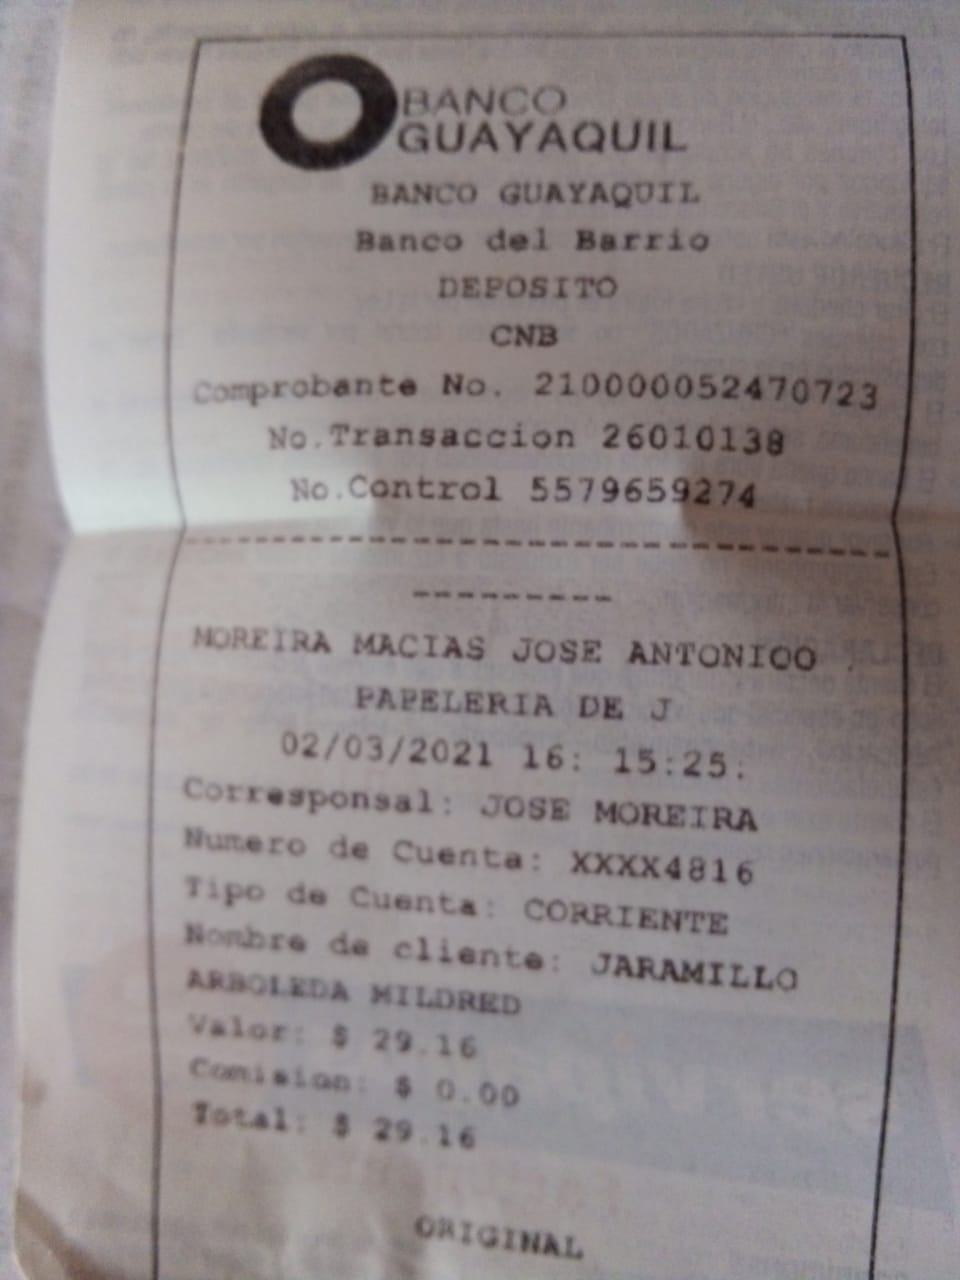 BANCO
GUAYAQUIL
BANCO GUAYAQUIL
Banco del Barrio
DEPOSITO
CNB
Comprobante No. 210000052470723
No.Transaccion 26010138
No.Control 5579659274
------------------------------------
---------
MOREIRA MACIAS JOSE ANTONIOO
PAPELERIA DE J
02/03/2021 16: 15:25:
Corresponsal: JOSE MOREIRA
Numero de Cuenta: XXXX4816
Tipo de Cuenta: CORRIENTE
Nombre de cliente: JARAMILLO
ARBOLEDA MILDRED
Valor: $ 29.16
Comision: $ 0.00
Total: $ 29.16
ORIGINAL